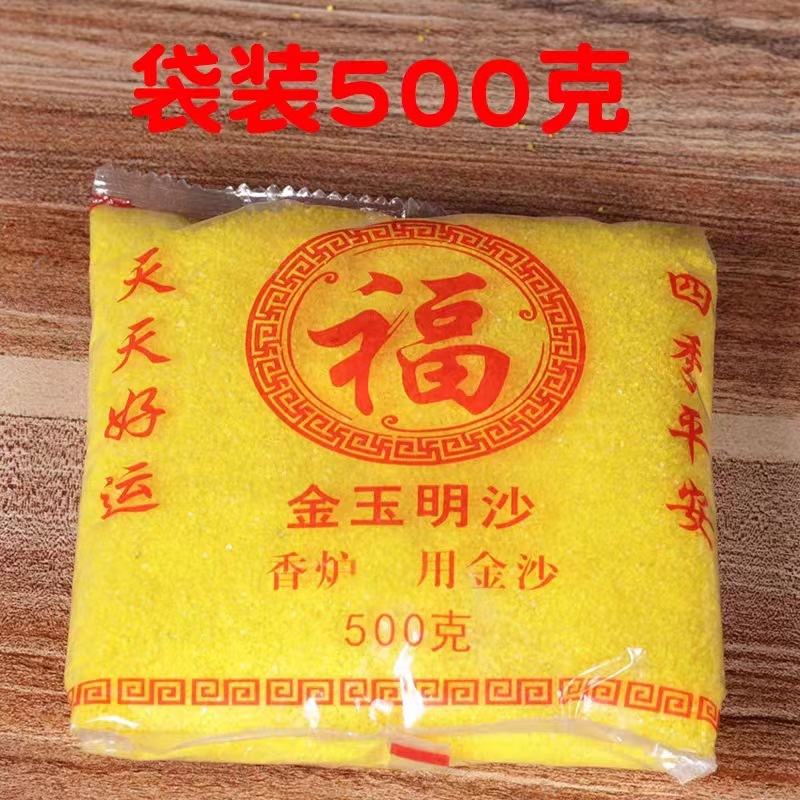 袋装500克
福
天天好运
四季平安
金玉明沙
香炉 用金沙
500克